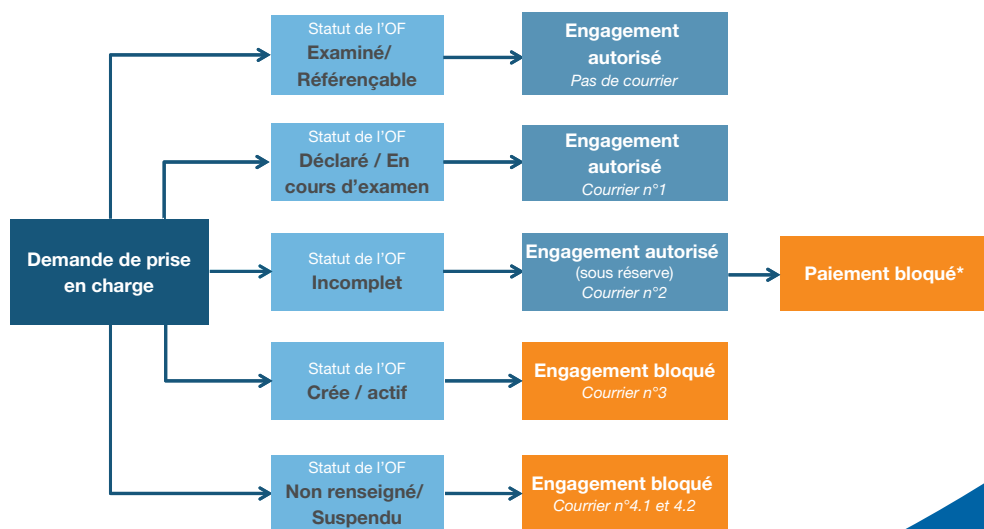 Statut de l'OF
Examiné/
Référençable
Engagement
autorisé
Pas de courrier
Statut de l'OF
Déclaré / En
cours d'examen
Engagement
autorisé
Courrier n°1
Demande de prise
en charge
Statut de l'OF
Incomplet
Engagement autorisé
(sous réserve)
Courrier n°2
Paiement bloqué*
Statut de l'OF
Crée / actif
Engagement bloqué
Courrier n°3
Statut de l'OF
Non renseigné/
Suspendu
Engagement bloqué
Courrier n°4.1 et 4.2